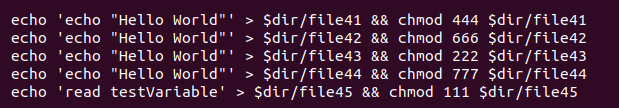 echo 'echo "Hello World"' > $dir/file41 && chmod 444 $dir/file41
echo 'echo "Hello World"' > $dir/file42 && chmod 666 $dir/file42
echo 'echo "Hello World"' > $dir/file43 && chmod 222 $dir/file43
echo 'echo "Hello World"' > $dir/file44 && chmod 777 $dir/file44
echo 'read testVariable' > $dir/file45 && chmod 111 $dir/file45